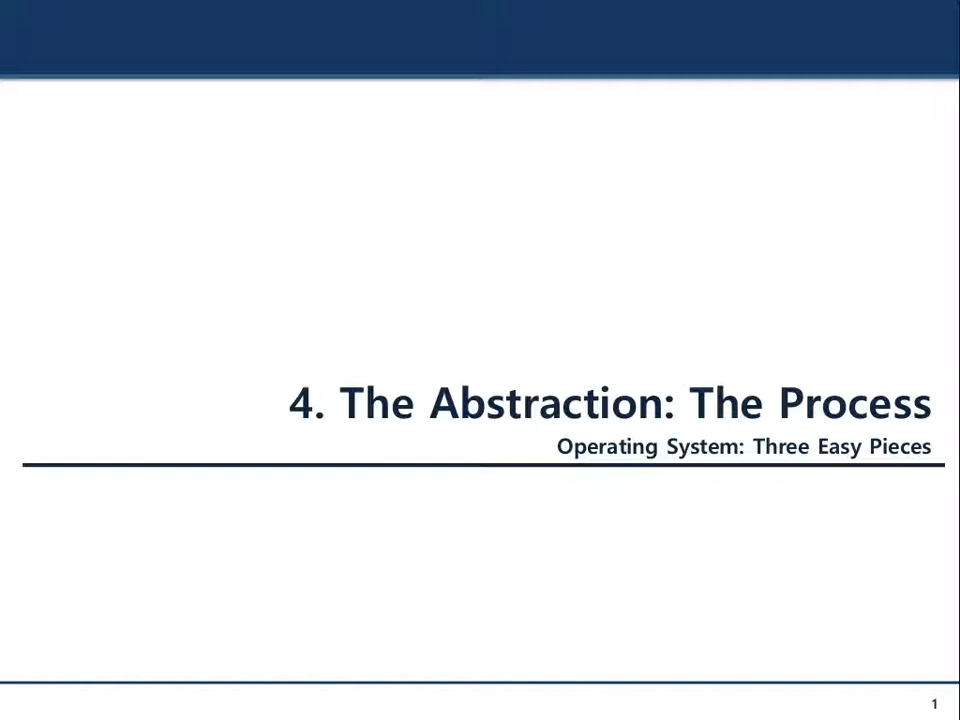 4. The Abstraction: The Process
Operating System: Three Easy Pieces
1